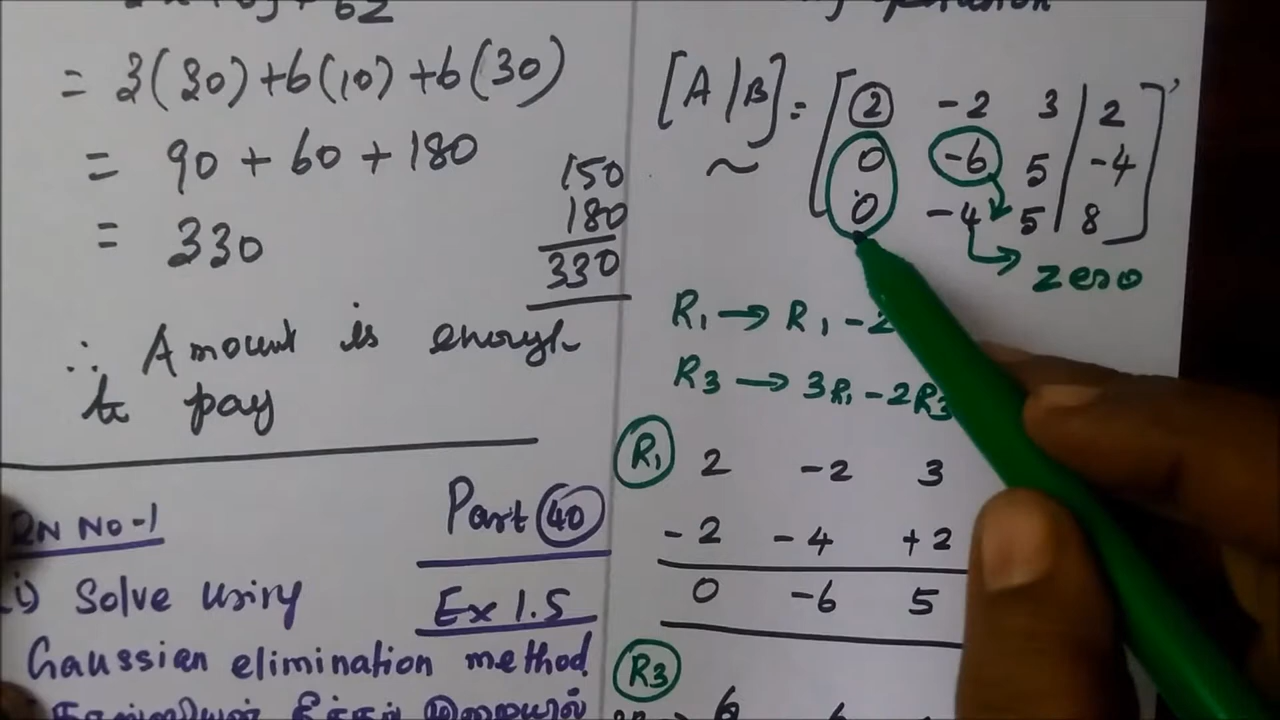 = 3(30)+6(10)+6(30)
= 90 + 60 + 180
= 330
150
180
330
∴ Amount is enough
to pay
QN NO-1
Part 40
i) Solve using
Ex 1.5
Gaussian elimination method
[A|B] = [ 2 -2 3 | 2 ]
~ 0 -6 5 | -4
0 -4 5 | 8
zero
R₁ → R₁ -2
R3 → 3R₁ -2R3
R₁ 2 -2 3
-2 -4 +2
0 -6 5
R3
6